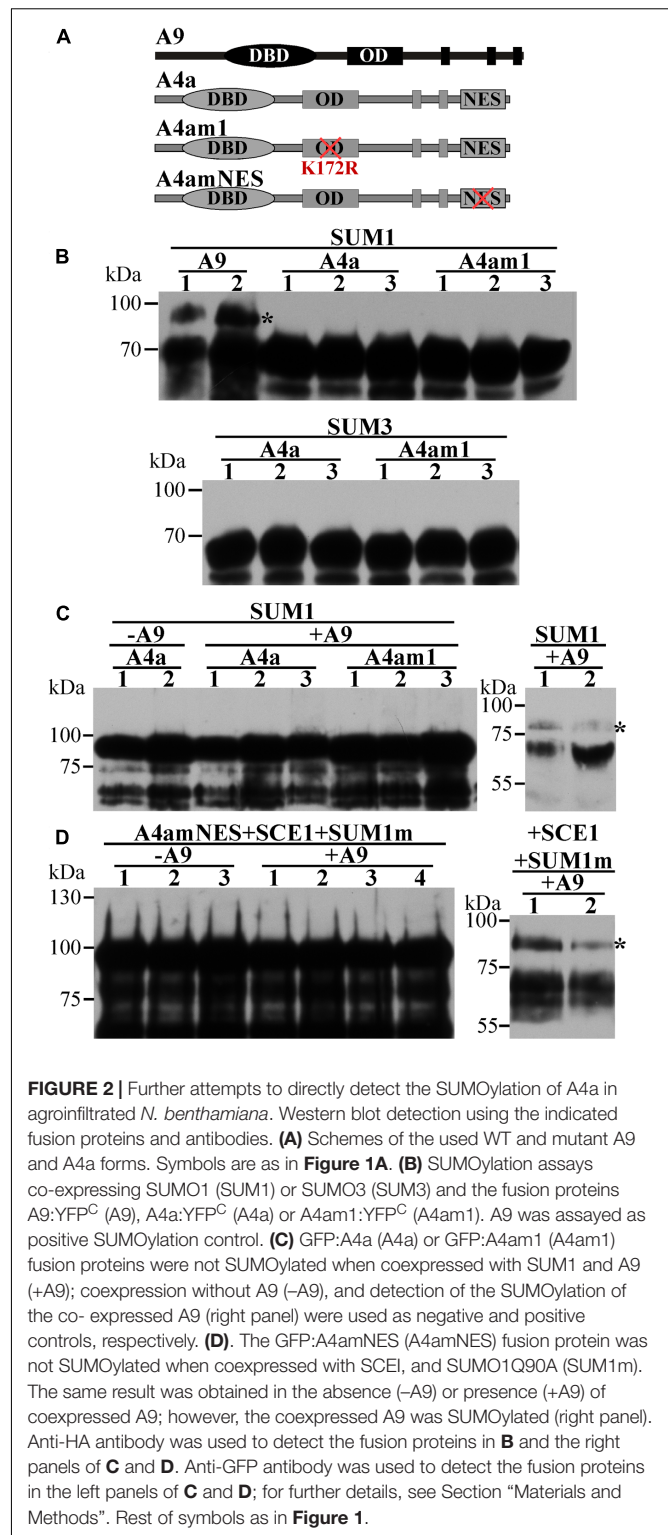 A
A9
DBD OD
A4a
DBD OD NES
A4am1
DBD OD NES
K172R
A4amNES
DBD OD NES
B
SUM1
A9 A4a A4am1
kDa 1 2 1 2 3 1 2 3
100
*
70
SUM3
A4a A4am1
kDa 1 2 3 1 2 3
100
70
C
SUM1
-A9 +A9
A4a A4a A4am1
kDa 1 2 1 2 3 1 2 3
100
75
SUM1
+A9
kDa 1 2
100
75 *
55
D
A4amNES+SCE1+SUM1m
-A9 +A9
kDa 1 2 3 1 2 3 4
130
100
75
+SCE1
+SUM1m
+A9
kDa 1 2
100
*
75
55
FIGURE 2 | Further attempts to directly detect the SUMOylation of A4a in
agroinfiltrated N. benthamiana. Western blot detection using the indicated
fusion proteins and antibodies. (A) Schemes of the used WT and mutant A9
and A4a forms. Symbols are as in Figure 1A. (B) SUMOylation assays
co-expressing SUMO1 (SUM1) or SUMO3 (SUM3) and the fusion proteins
A9:YFPC (A9), A4a:YFPC (A4a) or A4am1:YFPC (A4am1). A9 was assayed as
positive SUMOylation control. (C) GFP:A4a (A4a) or GFP:A4am1 (A4am1)
fusion proteins were not SUMOylated when coexpressed with SUM1 and A9
(+A9); coexpression without A9 (–A9), and detection of the SUMOylation of
the co- expressed A9 (right panel) were used as negative and positive
controls, respectively. (D). The GFP:A4amNES (A4amNES) fusion protein was
not SUMOylated when coexpressed with SCEI, and SUMO1Q90A (SUM1m).
The same result was obtained in the absence (–A9) or presence (+A9) of
coexpressed A9; however, the coexpressed A9 was SUMOylated (right panel).
Anti-HA antibody was used to detect the fusion proteins in B and the right
panels of C and D. Anti-GFP antibody was used to detect the fusion proteins
in the left panels of C and D; for further details, see Section "Materials and
Methods". Rest of symbols as in Figure 1.